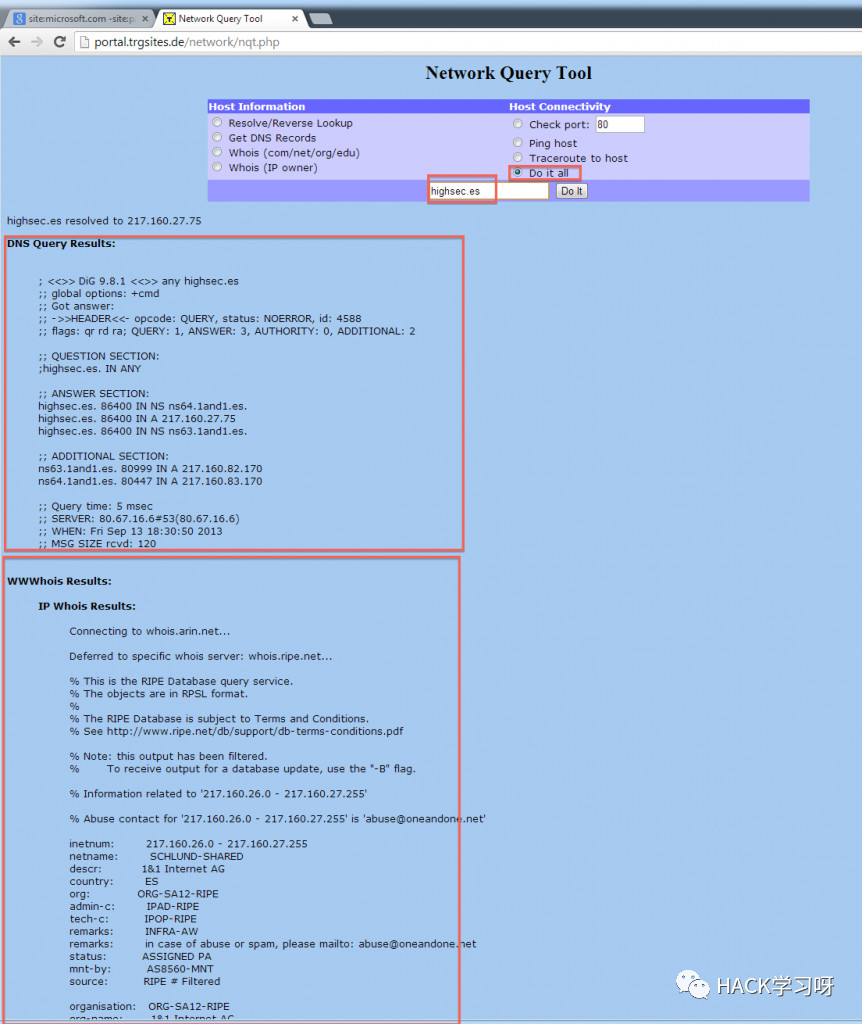 site:microsoft.com -site:p
Network Query Tool
portal.trgsites.de/network/nqt.php
Network Query Tool
Host Information
Host Connectivity
Resolve/Reverse Lookup
Check port: 80
Get DNS Records
Ping host
Whois (com/net/org/edu)
Traceroute to host
Whois (IP owner)
Do it all
highsec.es
Do It
highsec.es resolved to 217.160.27.75
DNS Query Results:
; <<>> DiG 9.8.1 <<>> any highsec.es
;; global options: +cmd
;; Got answer:
;; ->>HEADER<<- opcode: QUERY, status: NOERROR, id: 4588
;; flags: qr rd ra; QUERY: 1, ANSWER: 3, AUTHORITY: 0, ADDITIONAL: 2
;; QUESTION SECTION:
;highsec.es. IN ANY
;; ANSWER SECTION:
highsec.es. 86400 IN NS ns64.1and1.es.
highsec.es. 86400 IN A 217.160.27.75
highsec.es. 86400 IN NS ns63.1and1.es.
;; ADDITIONAL SECTION:
ns63.1and1.es. 80999 IN A 217.160.82.170
ns64.1and1.es. 80447 IN A 217.160.83.170
;; Query time: 5 msec
;; SERVER: 80.67.16.6#53(80.67.16.6)
;; WHEN: Fri Sep 13 18:30:50 2013
;; MSG SIZE rcvd: 120
WWWhois Results:
IP Whois Results:
Connecting to whois.arin.net...
Deferred to specific whois server: whois.ripe.net...
% This is the RIPE Database query service.
% The objects are in RPSL format.
%
% The RIPE Database is subject to Terms and Conditions.
% See http://www.ripe.net/db/support/db-terms-conditions.pdf
% Note: this output has been filtered.
% To receive output for a database update, use the "-B" flag.
% Information related to '217.160.26.0 - 217.160.27.255'
% Abuse contact for '217.160.26.0 - 217.160.27.255' is 'abuse@oneandone.net'
inetnum: 217.160.26.0 - 217.160.27.255
netname: SCHLUND-SHARED
descr: 1&1 Internet AG
country: ES
org: ORG-SA12-RIPE
admin-c: IPAD-RIPE
tech-c: IPOP-RIPE
remarks: INFRA-AW
remarks: in case of abuse or spam, please mailto: abuse@oneandone.net
status: ASSIGNED PA
mnt-by: AS8560-MNT
source: RIPE # Filtered
organisation: ORG-SA12-RIPE
org-name: 1&1 Internet AG
HACK学习呀